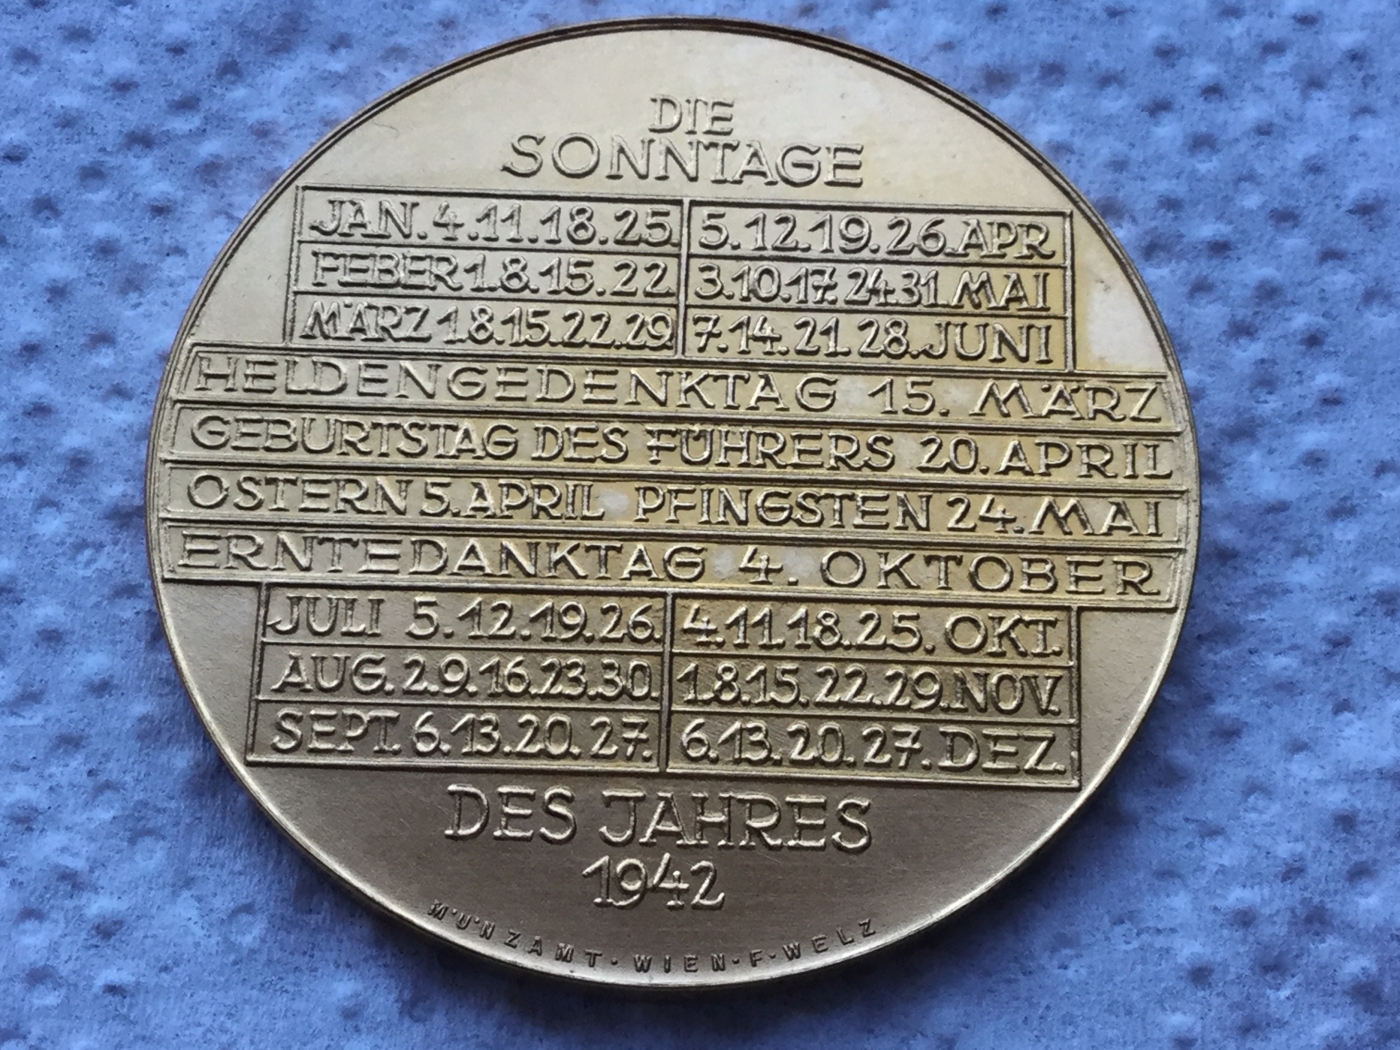 DIE
SONNTAGE
JAN. 4. 11. 18. 25. 5. 12. 19. 26. APR
FEBER 1. 8. 15. 22. 3. 10. 17. 24. 31. MAI
MÄRZ 1. 8. 15. 22. 29. 7. 14. 21. 28. JUNI
HELDENGEDENKTAG 15. MÄRZ
GEBURTSTAG DES FÜHRERS 20. APRIL
OSTERN 5. APRIL PFINGSTEN 24. MAI
ERNTEDANKTAG 4. OKTOBER
JULI 5. 12. 19. 26. 4. 11. 18. 25. OKT.
AUG. 2. 9. 16. 23. 30. 1. 8. 15. 22. 29. NOV.
SEPT. 6. 13. 20. 27. 6. 13. 20. 27. DEZ.
DES JAHRES
1942
MÜNZAMT · WIEN · F · WELZ